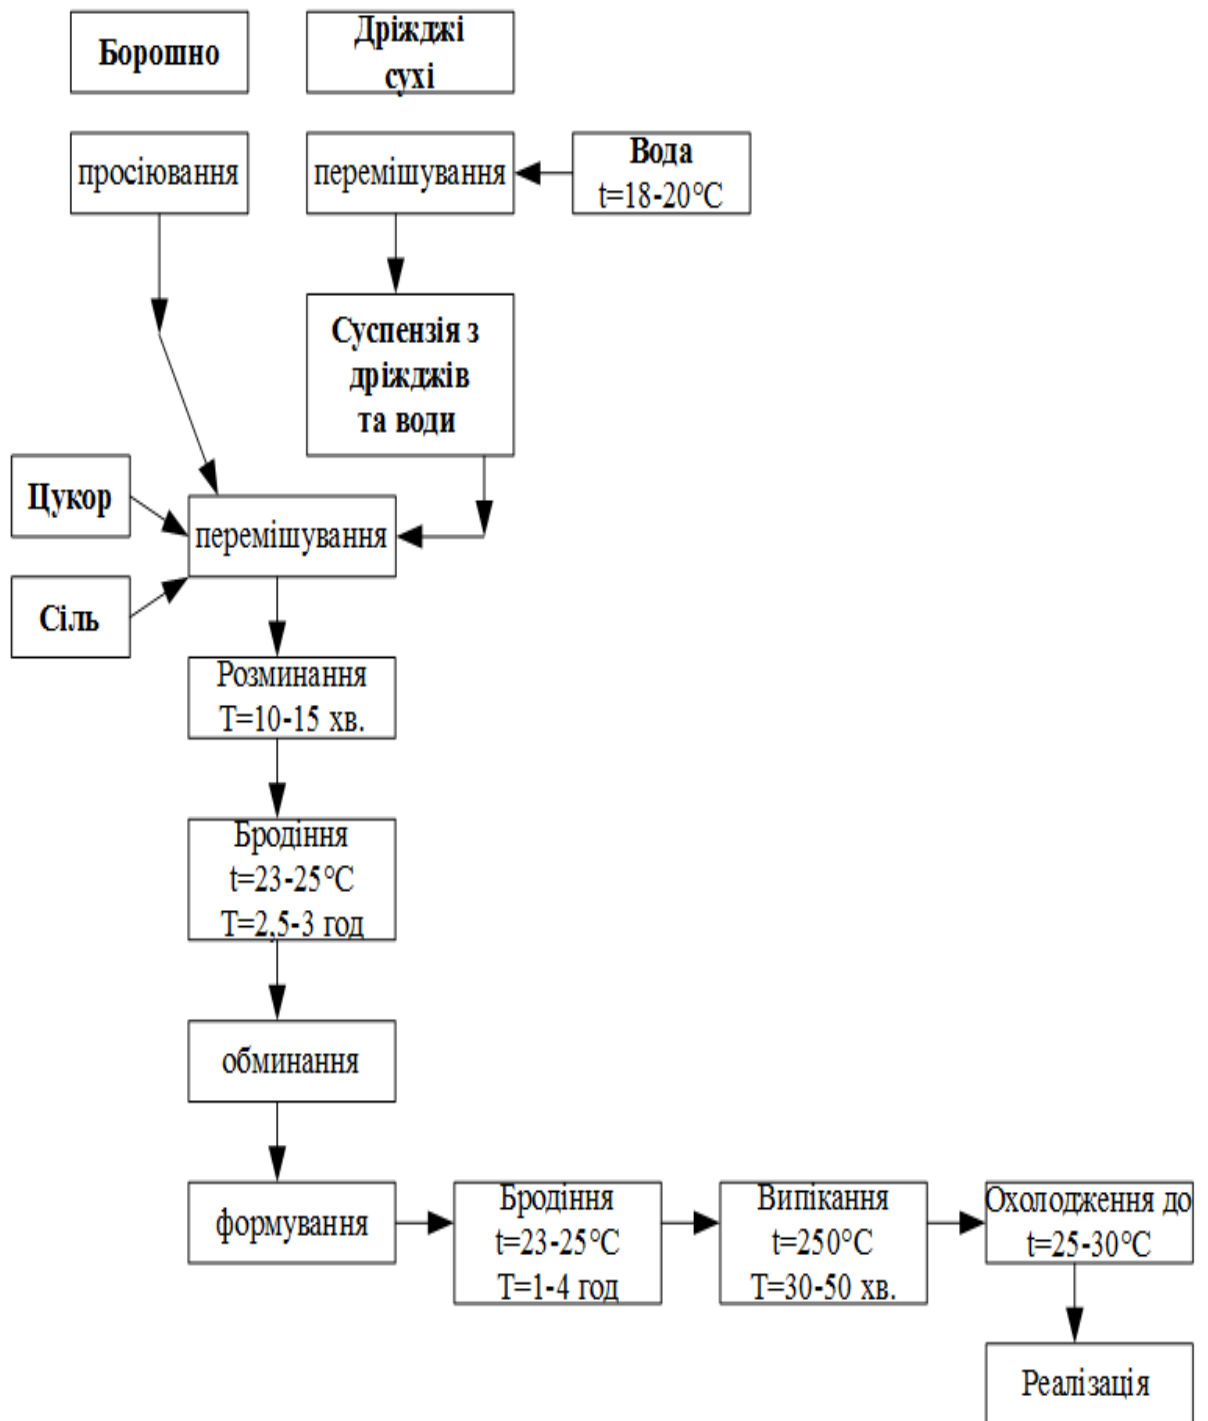 Борошно
Дріжджі
сухі
просіювання
перемішування
Вода
t=18-20°C
Суспензія з
дріжджів
та води
Цукор
перемішування
Сіль
Розминання
T=10-15 хв.
Бродіння
t=23-25°C
T=2,5-3 год
обминання
формування
Бродіння
t=23-25°C
T=1-4 год
Випікання
t=250°C
T=30-50 хв.
Охолодження до
t=25-30°C
Реалізація